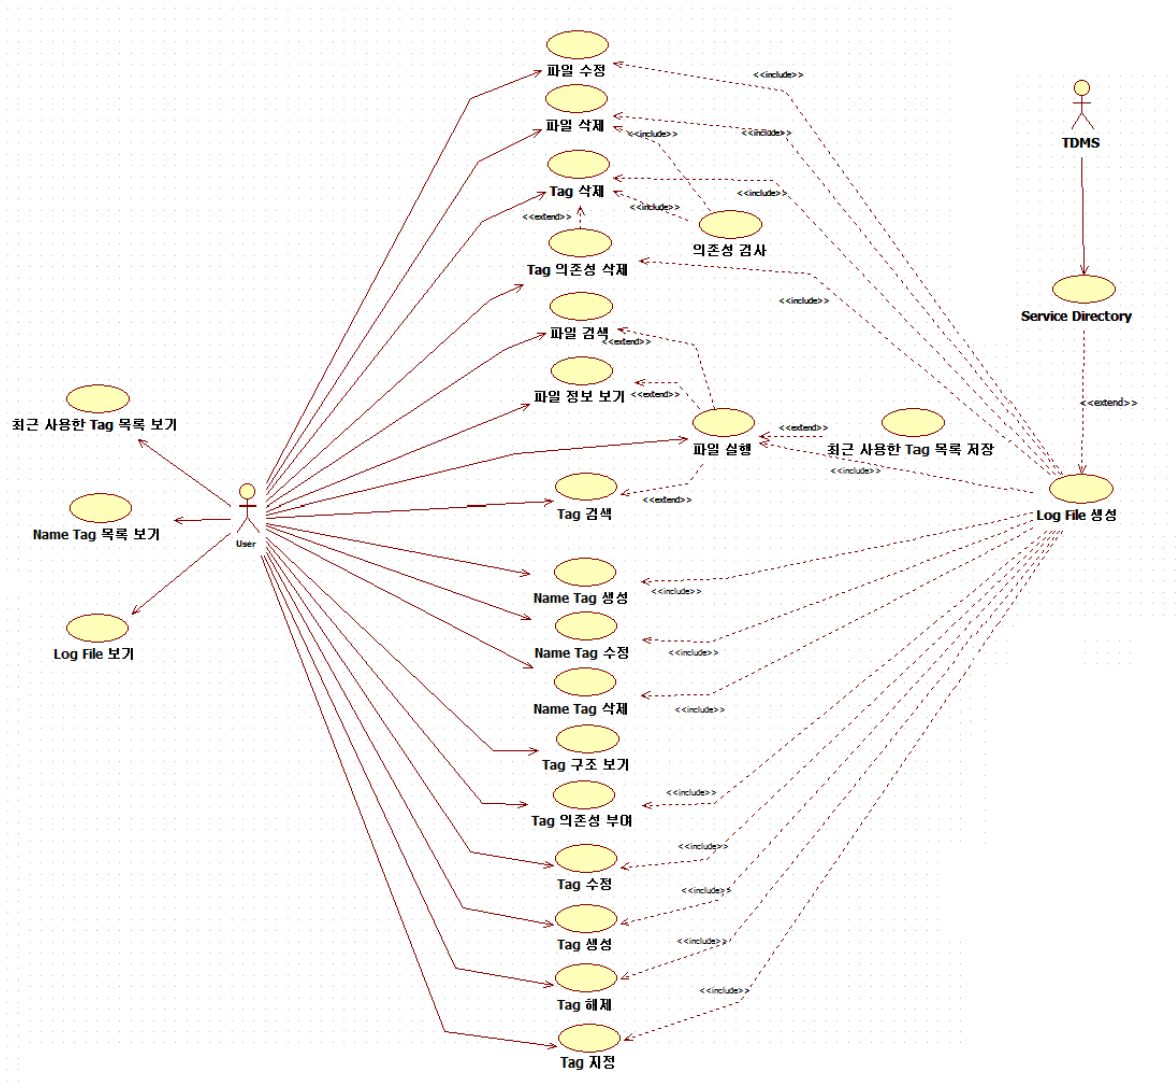 파일 수정
<<include>>
파일 삭제
<<include>>
<<include>>
TDMS
Tag 삭제
<<include>>
<<include>>
<<extend>>
의존성 검사
Tag 의존성 삭제
<<include>>
Service Directory
파일 검색
<<extend>>
파일 정보 보기
<<extend>>
<<extend>>
최근 사용한 Tag 목록 보기
파일 실행
<<extend>>
최근 사용한 Tag 목록 저장
<<include>>
<<extend>>
Tag 검색
Log File 생성
Name Tag 목록 보기
User
<<include>>
Name Tag 생성
Name Tag 수정
<<include>>
Log File 보기
Name Tag 삭제
<<include>>
Tag 구조 보기
<<include>>
Tag 의존성 부여
<<include>>
Tag 수정
<<include>>
Tag 생성
<<include>>
Tag 해제
<<include>>
Tag 지정